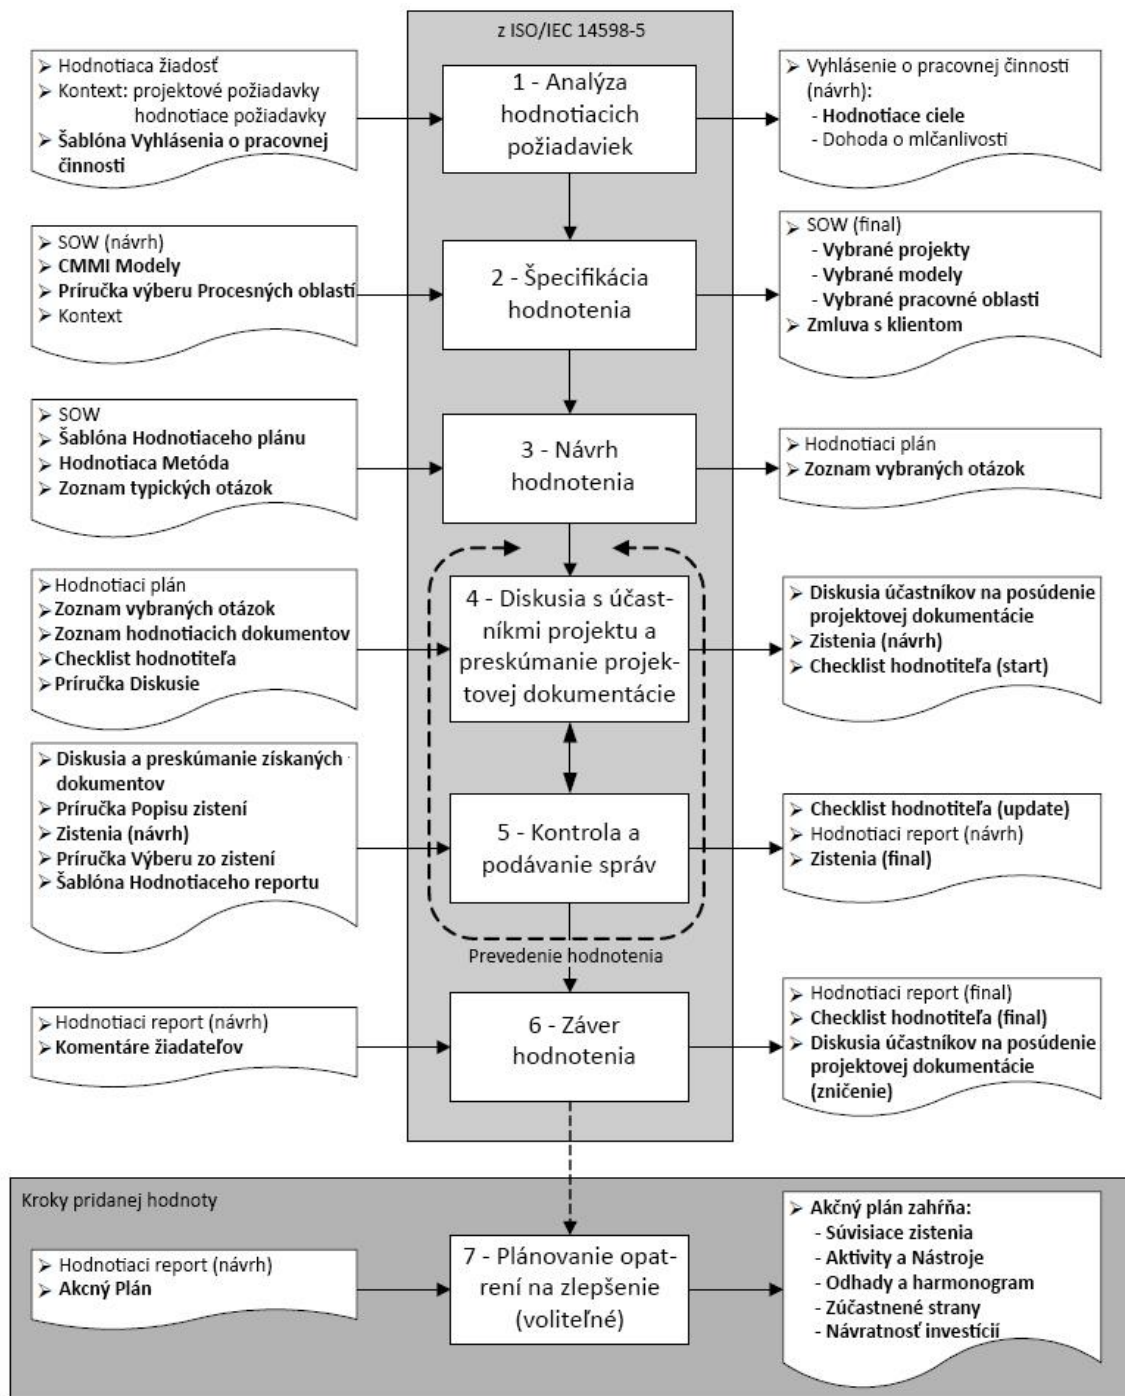 z ISO/IEC 14598-5
➢ Hodnotiaca žiadosť
➢ Kontext: projektové požiadavky
hodnotiace požiadavky
➢ Šablóna Vyhlásenia o pracovnej
činnosti
1 - Analýza
hodnotiacich
požiadaviek
➢ Vyhlásenie o pracovnej činnosti
(návrh):
- Hodnotiace ciele
- Dohoda o mlčanlivosti
➢ SOW (návrh)
➢ CMMI Modely
➢ Príručka výberu Procesných oblastí
➢ Kontext
2 - Špecifikácia
hodnotenia
➢ SOW (final)
- Vybrané projekty
- Vybrané modely
- Vybrané pracovné oblasti
➢ Zmluva s klientom
➢ SOW
➢ Šablóna Hodnotiaceho plánu
➢ Hodnotiaca Metóda
➢ Zoznam typických otázok
3 - Návrh
hodnotenia
➢ Hodnotiaci plán
➢ Zoznam vybraných otázok
➢ Hodnotiaci plán
➢ Zoznam vybraných otázok
➢ Zoznam hodnotiacich dokumentov
➢ Checklist hodnotiteľa
➢ Príručka Diskusie
4 - Diskusia s účast-
níkmi projektu a
preskúmanie projek-
tovej dokumentácie
➢ Diskusia účastníkov na posúdenie
projektovej dokumentácie
➢ Zistenia (návrh)
➢ Checklist hodnotiteľa (start)
➢ Diskusia a preskúmanie získaných
dokumentov
➢ Príručka Popisu zistení
➢ Zistenia (návrh)
➢ Príručka Výberu zo zistení
➢ Šablóna Hodnotiaceho reportu
5 - Kontrola a
podávanie správ
➢ Checklist hodnotiteľa (update)
➢ Hodnotiaci report (návrh)
➢ Zistenia (final)
Prevedenie hodnotenia
➢ Hodnotiaci report (návrh)
➢ Komentáre žiadateľov
6 - Záver
hodnotenia
➢ Hodnotiaci report (final)
➢ Checklist hodnotiteľa (final)
➢ Diskusia účastníkov na posúdenie
projektovej dokumentácie
(zničenie)
Kroky pridanej hodnoty
➢ Hodnotiaci report (návrh)
➢ Akcný Plán
7 - Plánovanie opat-
rení na zlepšenie
(voliteľné)
➢ Akčný plán zahŕňa:
- Súvisiace zistenia
- Aktivity a Nástroje
- Odhady a harmonogram
- Zúčastnené strany
- Návratnosť investícií